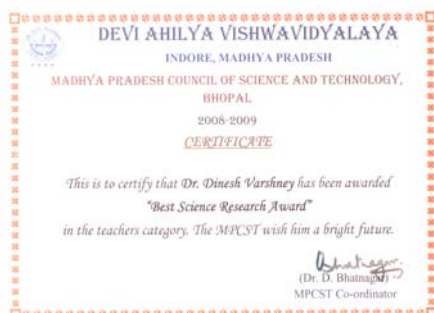 DEVI AHILYA VISHWAVIDYALAYA
INDORE, MADHYA PRADESH
MADHYA PRADESH COUNCIL OF SCIENCE AND TECHNOLOGY,
BHOPAL
2008-2009
CERTIFICATE
This is to certify that Dr. Dinesh Varshney has been awarded
"Best Science Research Award"
in the teachers category. The MPCST wish him a bright future.
Bhatnagar
(Dr. D. Bhatnagar)
MPCST Co-ordinator